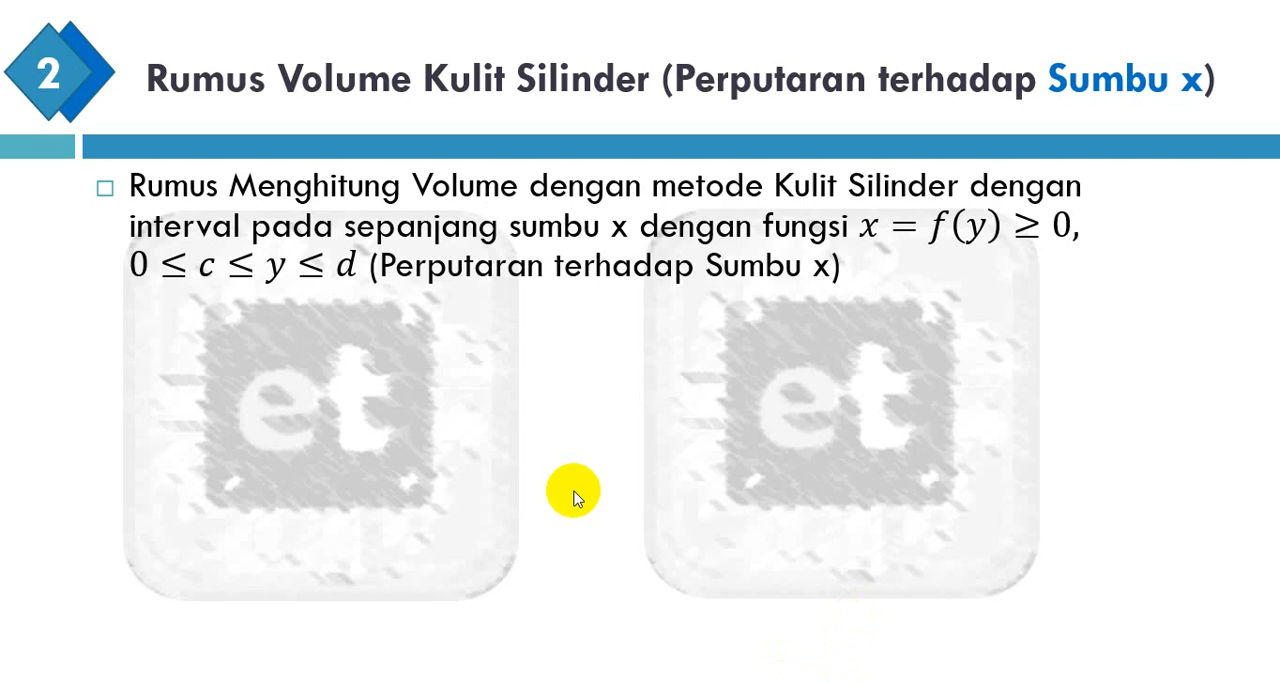 2
Rumus Volume Kulit Silinder (Perputaran terhadap Sumbu x)
Rumus Menghitung Volume dengan metode Kulit Silinder dengan
interval pada sepanjang sumbu x dengan fungsi x = f(y) ≥ 0,
0 ≤ c ≤ y ≤ d (Perputaran terhadap Sumbu x)
et et